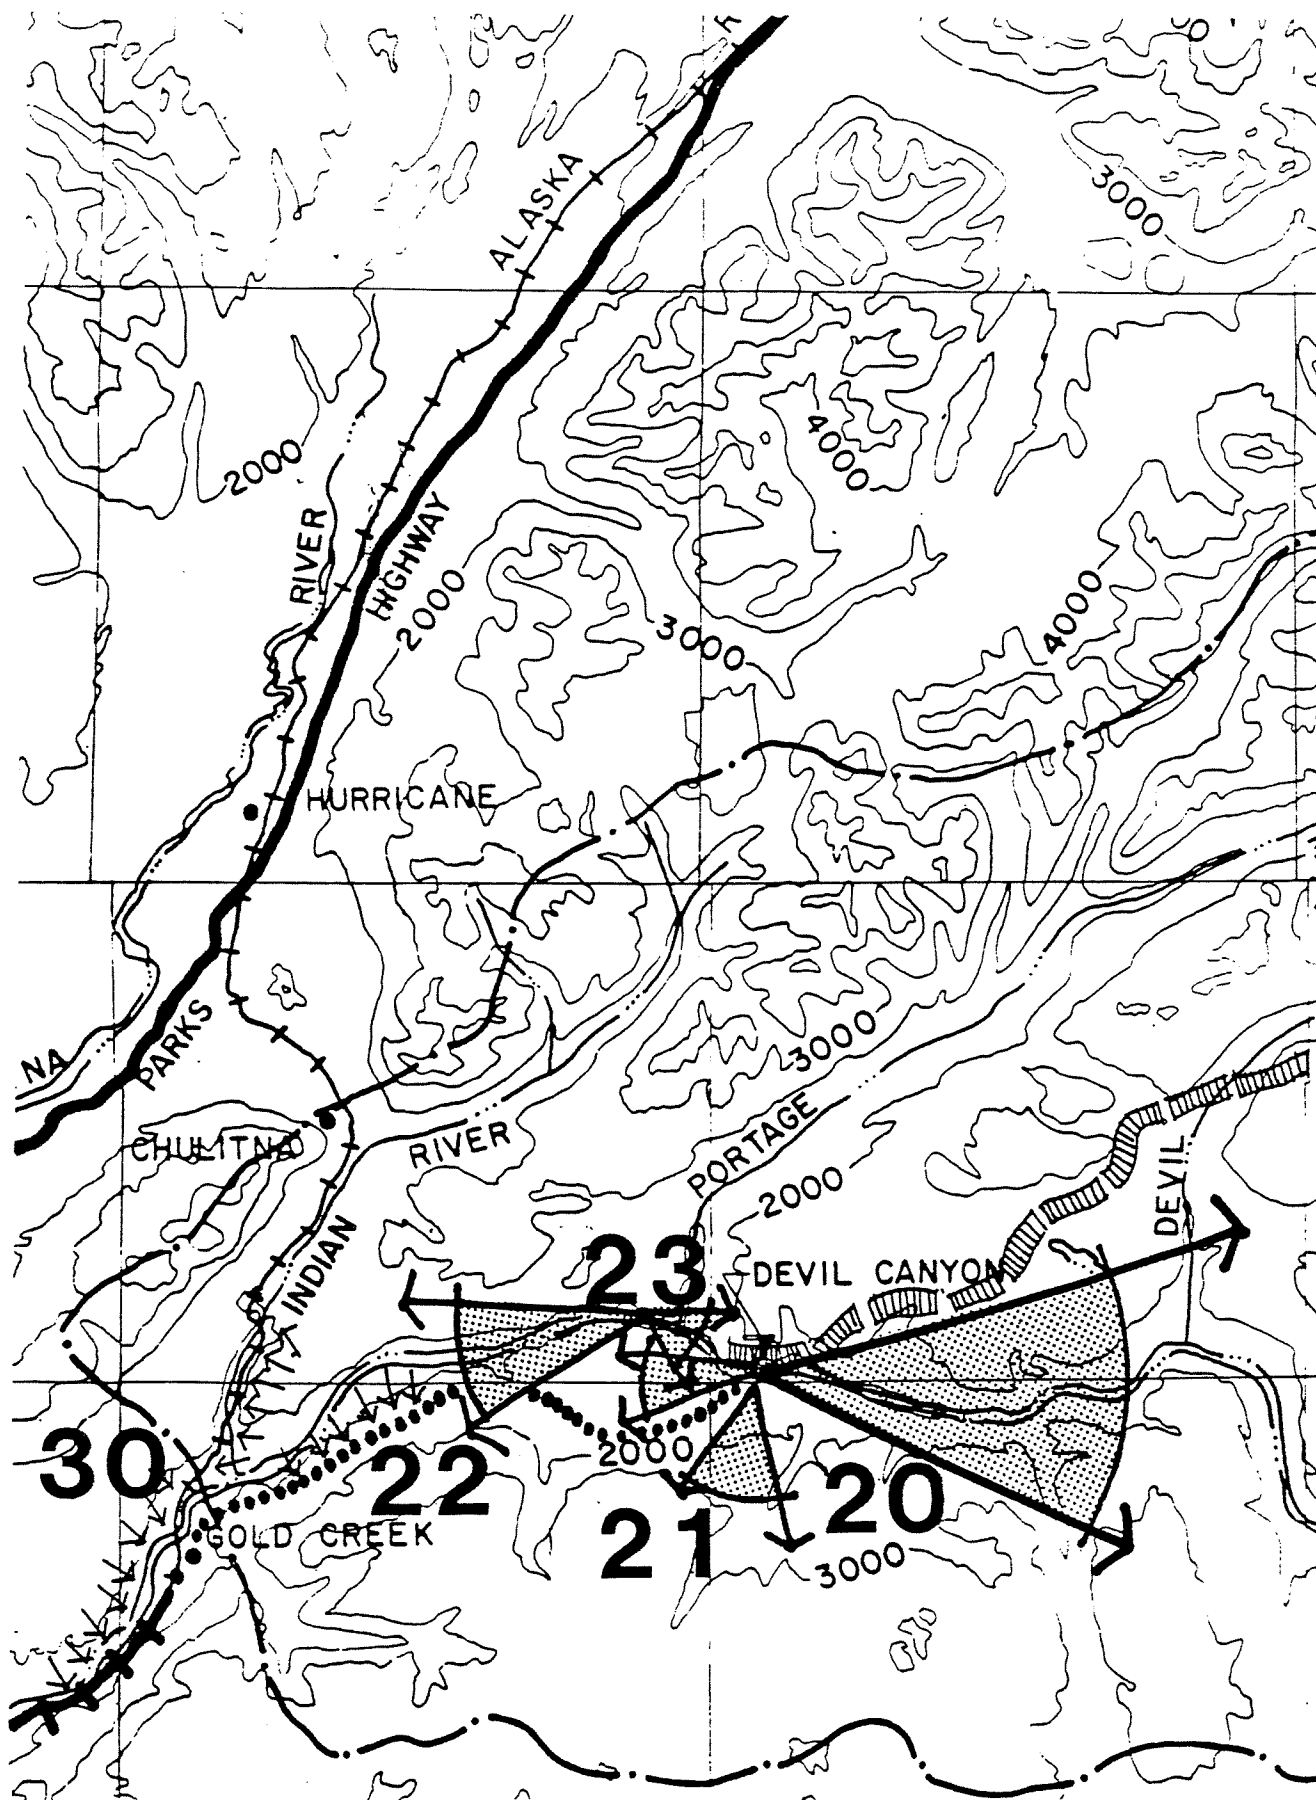 3000
ALASKA
4000
2000
RIVER
HIGHWAY
2000
3000
4000
HURRICANE
PARKS
NA
3000
CHULITNA
RIVER
PORTAGE
2000
DEVIL
INDIAN
23
DEVIL CANYON
30
22
2000
20
21
GOLD CREEK
3000